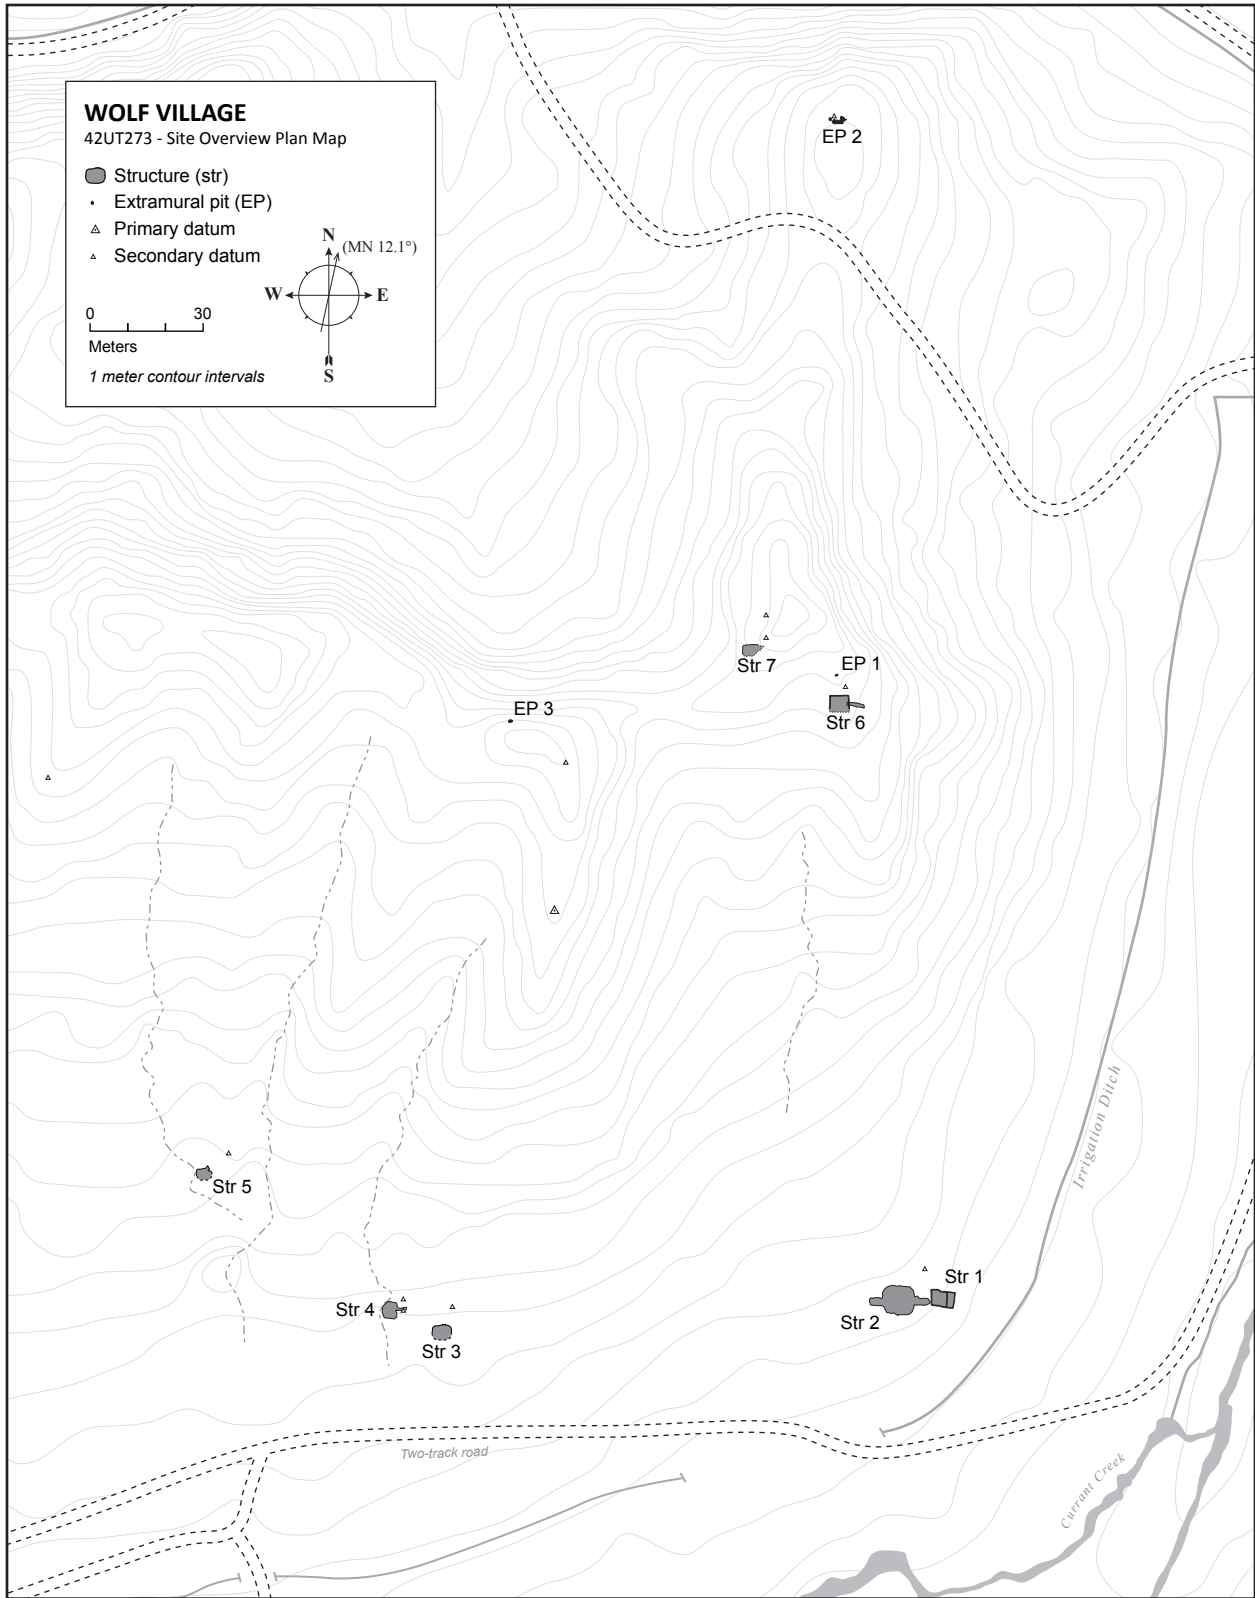 WOLF VILLAGE
42UT273 - Site Overview Plan Map
Structure (str)
Extramural pit (EP)
Primary datum
Secondary datum
N
(MN 12.1°)
W
E
S
0 30
Meters
1 meter contour intervals
EP 2
Str 7
EP 1
Str 6
EP 3
Irrigation Ditch
Str 5
Str 1
Str 4
Str 2
Str 3
Two-track road
Currant Creek